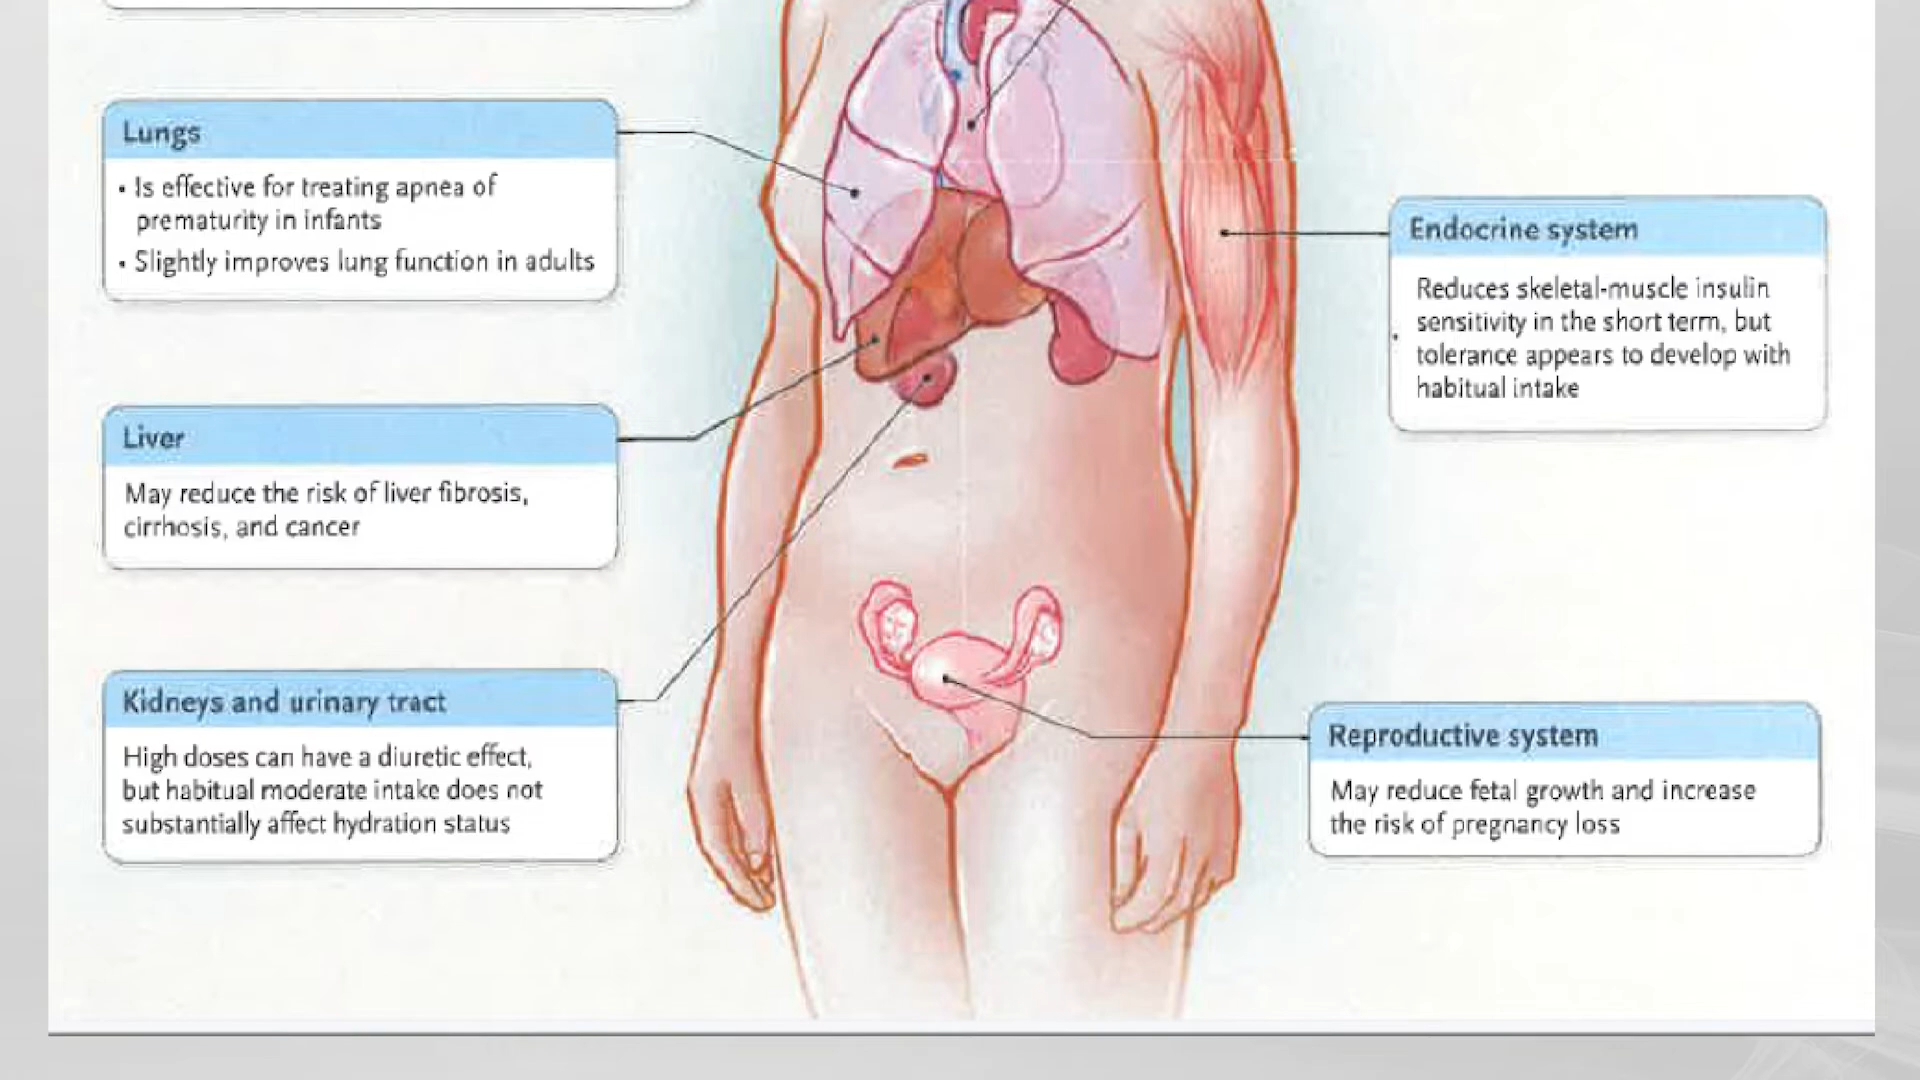 Lungs
• Is effective for treating apnea of
prematurity in infants
• Slightly improves lung function in adults
Liver
May reduce the risk of liver fibrosis,
cirrhosis, and cancer
Kidneys and urinary tract
High doses can have a diuretic effect,
but habitual moderate intake does not
substantially affect hydration status
Endocrine system
Reduces skeletal-muscle insulin
sensitivity in the short term, but
• tolerance appears to develop with
habitual intake
Reproductive system
May reduce fetal growth and increase
the risk of pregnancy loss